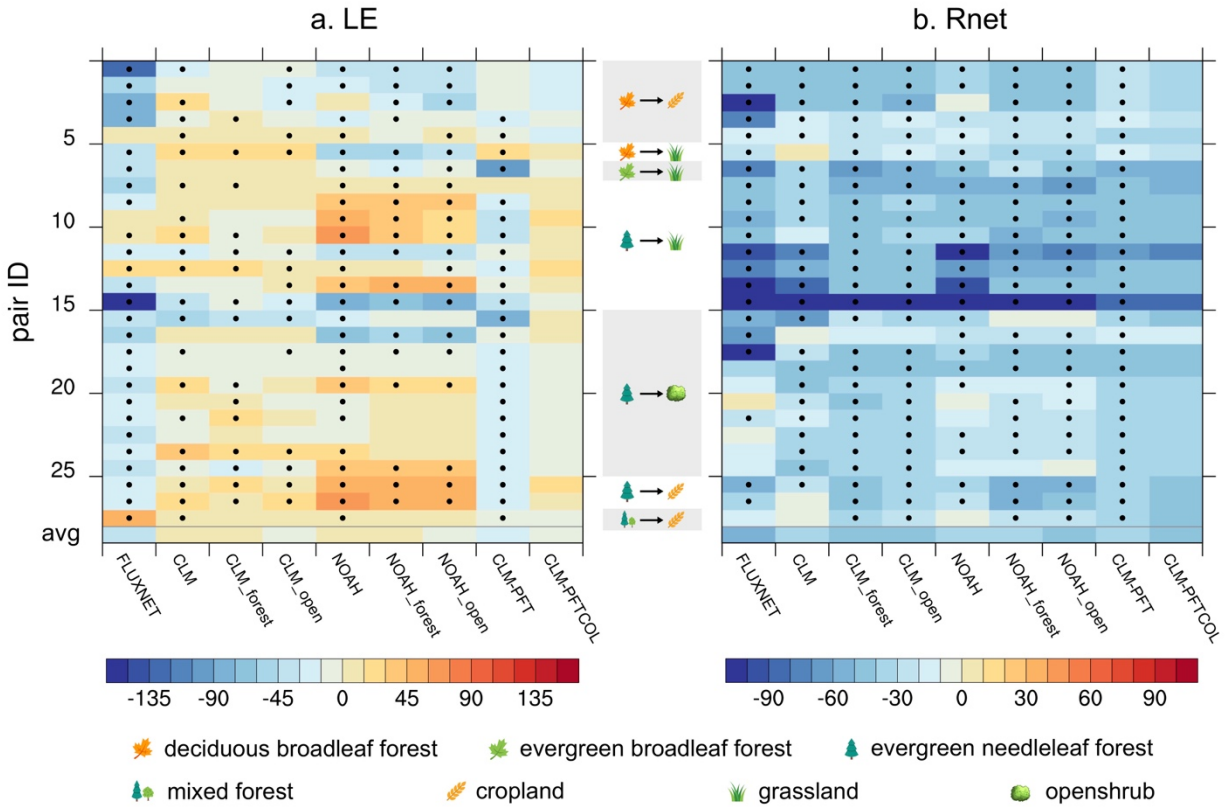 a. LE b. Rnet
pair ID
5
10
15
20
25
avg
FLUXNET CLM CLM_forest CLM_open NOAH NOAH_forest NOAH_open CLM-PFT CLM-PFTCOL
FLUXNET CLM CLM_forest CLM_open NOAH NOAH_forest NOAH_open CLM-PFT CLM-PFTCOL
-135 -90 -45 0 45 90 135
-90 -60 -30 0 30 60 90
deciduous broadleaf forest evergreen broadleaf forest evergreen needleleaf forest
mixed forest cropland grassland openshrub